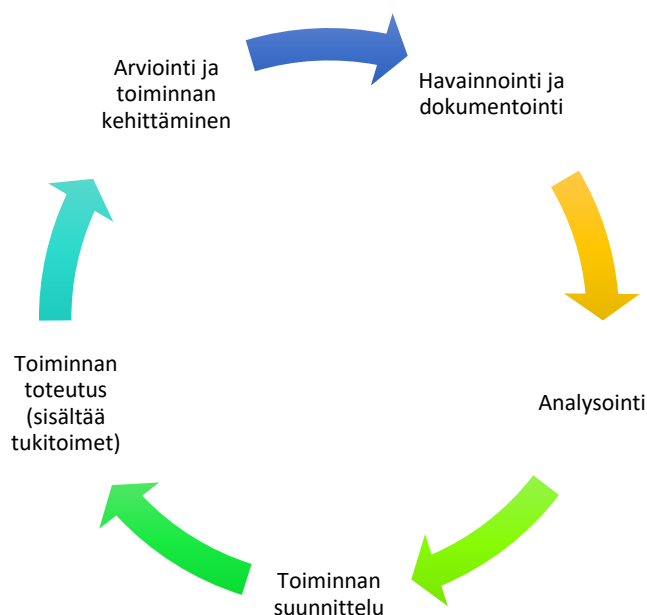 Arviointi ja
toiminnan
kehittäminen
Havainnointi ja
dokumentointi
Analysointi
Toiminnan
suunnittelu
Toiminnan
toteutus
(sisältää
tukitoimet)